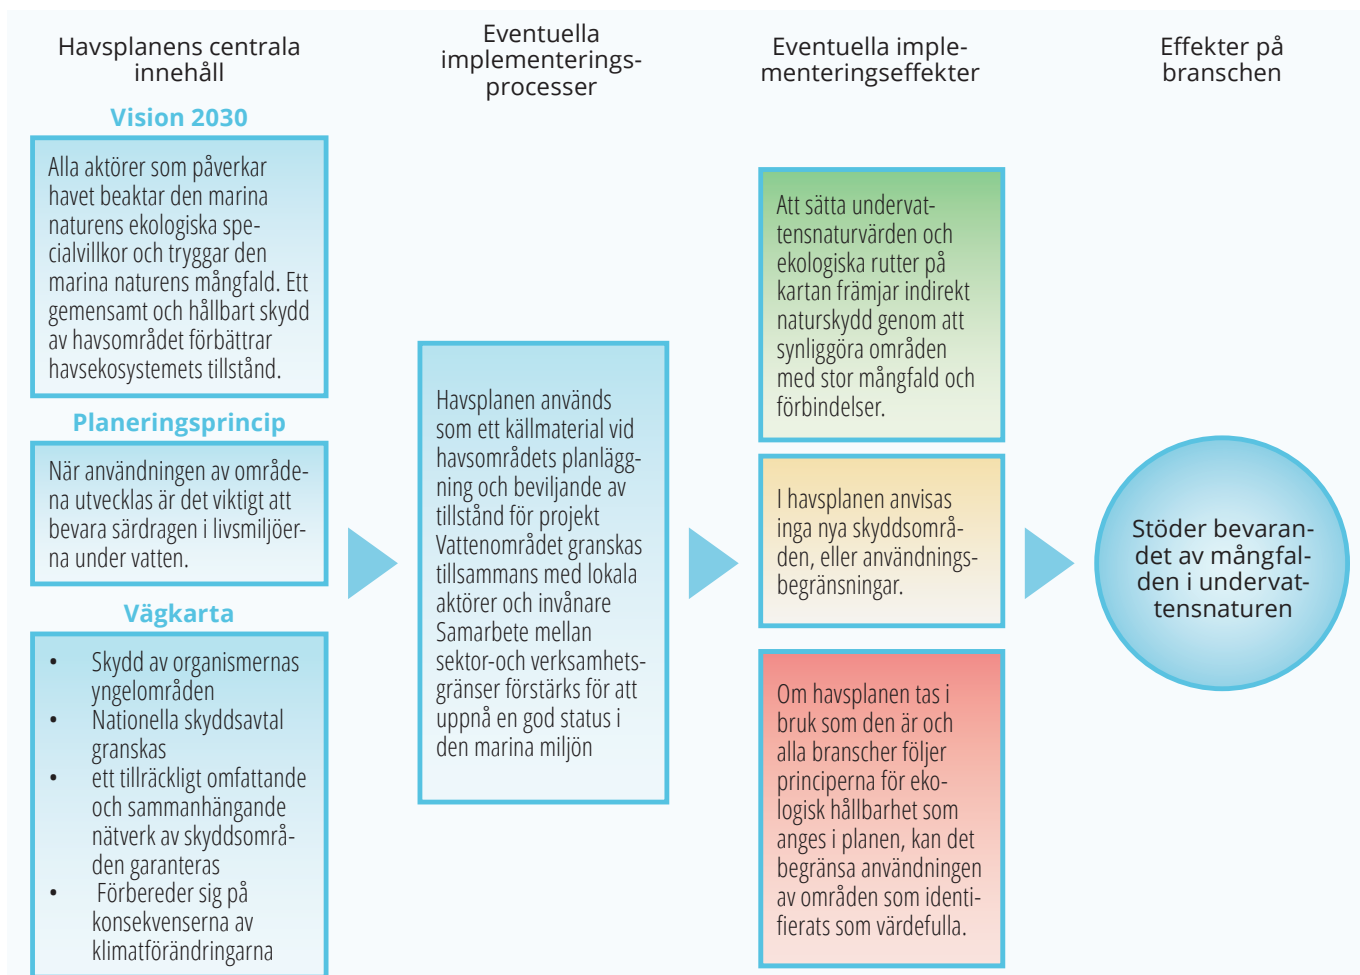 Havsplanens centrala
innehåll
Vision 2030
Alla aktörer som påverkar
havet beaktar den marina
naturens ekologiska spe-
cialvillkor och tryggar den
marina naturens mångfald. Ett
gemensamt och hållbart skydd
av havsområdet förbättrar
havsekosystemets tillstånd.
Planeringsprincip
När användningen av område-
na utvecklas är det viktigt att
bevara särdragen i livsmiljöer-
na under vatten.
Vägkarta
• Skydd av organismernas
yngelområden
• Nationella skyddsavtal
granskas
• ett tillräckligt omfattande
och sammanhängande
nätverk av skyddsområ-
den garanteras
• Förbereder sig på
konsekvenserna av
klimatförändringarna
Eventuella
implementerings-
processer
Havsplanen används
som ett källmaterial vid
havsområdets planlägg-
ning och beviljande av
tillstånd för projekt
Vattenområdet granskas
tillsammans med lokala
aktörer och invånare
Samarbete mellan
sektor-och verksamhets-
gränser förstärks för att
uppnå en god status i
den marina miljön
Eventuella imple-
menteringseffekter
Att sätta undervat-
tensnaturvärden och
ekologiska rutter på
kartan främjar indirekt
naturskydd genom att
synliggöra områden
med stor mångfald och
förbindelser.
I havsplanen anvisas
inga nya skyddsområ-
den, eller användnings-
begränsningar.
Om havsplanen tas i
bruk som den är och
alla branscher följer
principerna för eko-
logisk hållbarhet som
anges i planen, kan det
begränsa användningen
av områden som identi-
fierats som värdefulla.
Effekter på
branschen
Stöder bevaran-
det av mångfal-
den i undervat-
tensnaturen